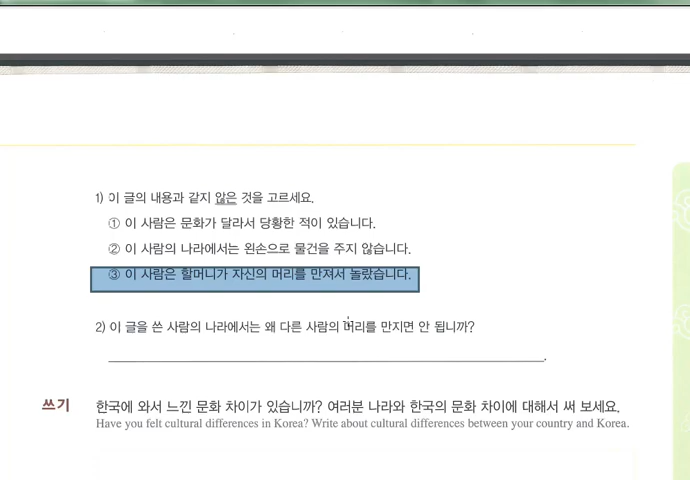 1) 이 글의 내용과 같지 않은 것을 고르세요.
① 이 사람은 문화가 달라서 당황한 적이 있습니다.
② 이 사람의 나라에서는 왼손으로 물건을 주지 않습니다.
③ 이 사람은 할머니가 자신의 머리를 만져서 놀랐습니다.
2) 이 글을 쓴 사람의 나라에서는 왜 다른 사람의 머리를 만지면 안 됩니까?
쓰기 한국에 와서 느낀 문화 차이가 있습니까? 여러분 나라와 한국의 문화 차이에 대해서 써 보세요.
Have you felt cultural differences in Korea? Write about cultural differences between your country and Korea.